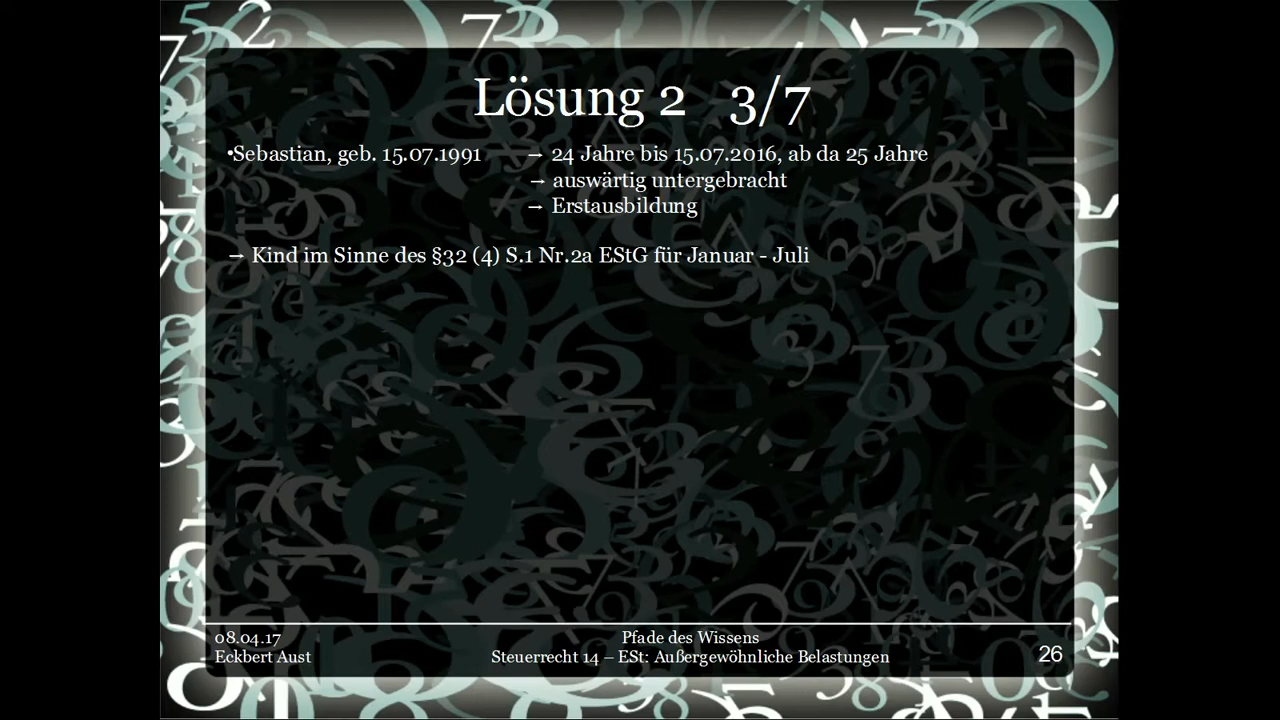 Lösung 2 3/7
•Sebastian, geb. 15.07.1991 → 24 Jahre bis 15.07.2016, ab da 25 Jahre
→ auswärtig untergebracht
→ Erstausbildung
→ Kind im Sinne des §32 (4) S.1 Nr.2a EStG für Januar - Juli
08.04.17
Eckbert Aust
Pfade des Wissens
Steuerrecht 14 – ESt: Außergewöhnliche Belastungen
26